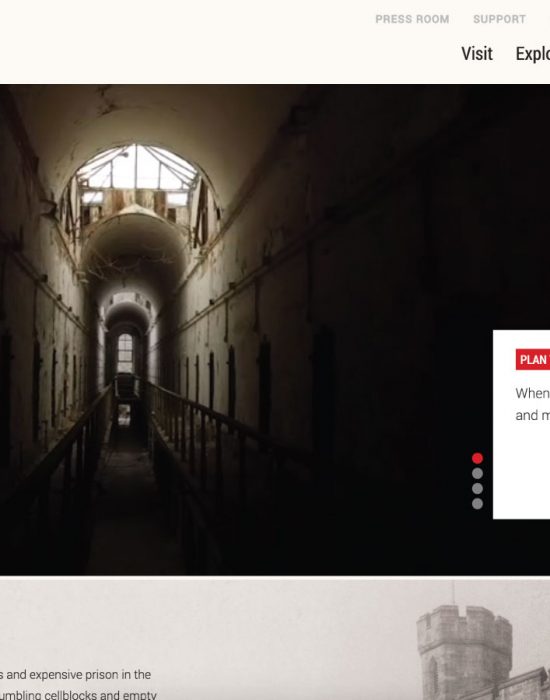 PRESS ROOM SUPPORT
Visit Explo
PLAN
When
and m
s and expensive prison in the
umbling cellblocks and empty